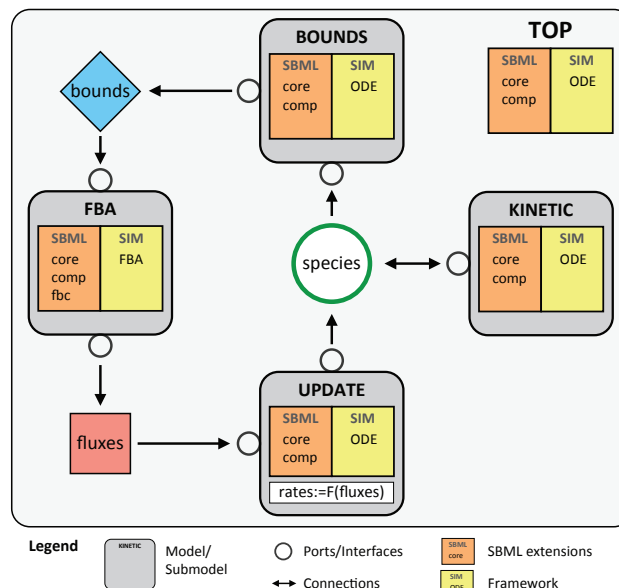 BOUNDS
SBML SIM
core ODE
comp
TOP
SBML SIM
core ODE
comp
bounds
FBA
SBML SIM
core FBA
comp
fbc
species
KINETIC
SBML SIM
core ODE
comp
fluxes
UPDATE
SBML SIM
core ODE
comp
rates:=F(fluxes)
Legend
KINETIC
Model/
Submodel
Ports/Interfaces
Connections
SBML
core
SBML extensions
SIM
ODE
Framework